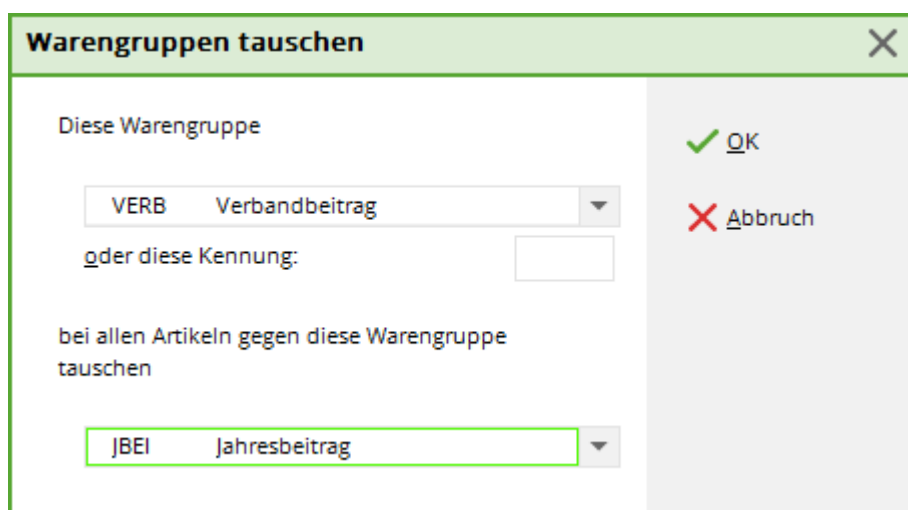 Warengruppen tauschen
Diese Warengruppe
OK
VERB Verbandbeitrag
Abbruch
oder diese Kennung:
bei allen Artikeln gegen diese Warengruppe
tauschen
JBEI Jahresbeitrag